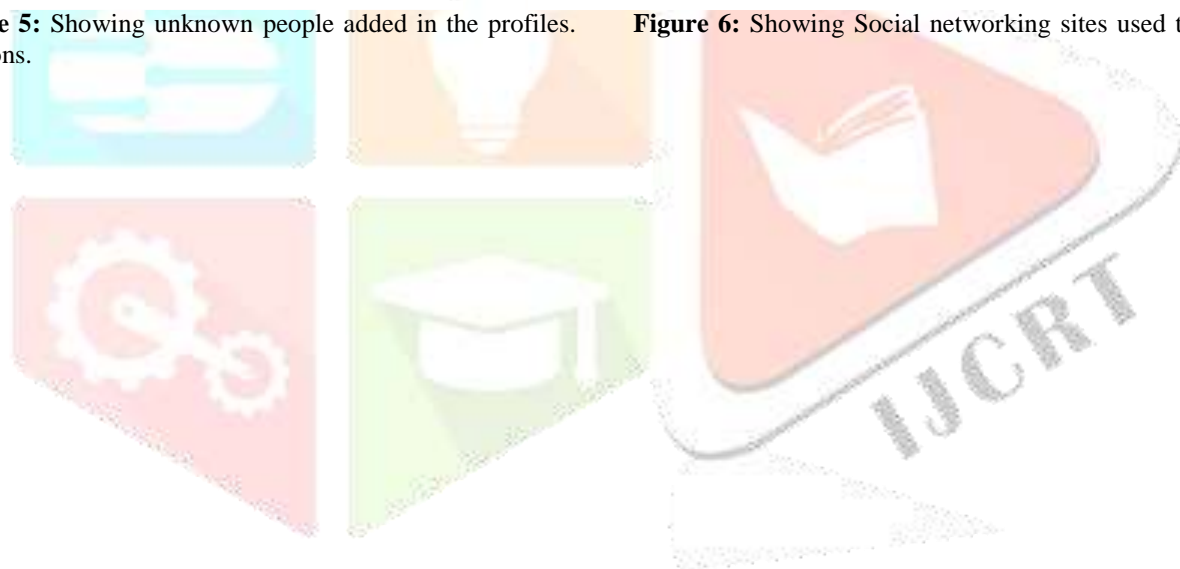 e 5: Showing unknown people added in the profiles. Figure 6: Showing Social networking sites used t
ons.
IJCRT